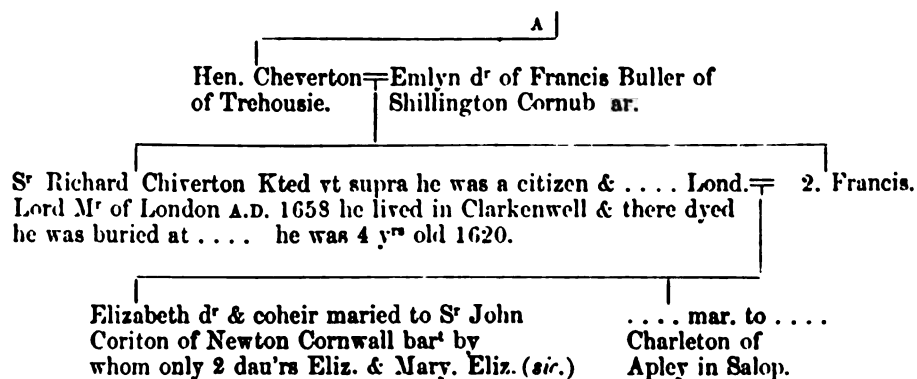 A
Hen. Cheverton=Emlyn dʳ of Francis Buller of
of Trehousie. Shillington Cornub ar.
Sʳ Richard Chiverton Kted vt supra he was a citizen & .... Lond.= 2. Francis.
Lord Mʳ of London A.D. 1658 he lived in Clarkenwell & there dyed
he was buried at .... he was 4 yʳˢ old 1620.
Elizabeth dʳ & coheir maried to Sʳ John
Coriton of Newton Cornwall barᵗ by
whom only 2 dau'rs Eliz. & Mary. Eliz. (sic.)
.... mar. to ....
Charleton of
Apley in Salop.